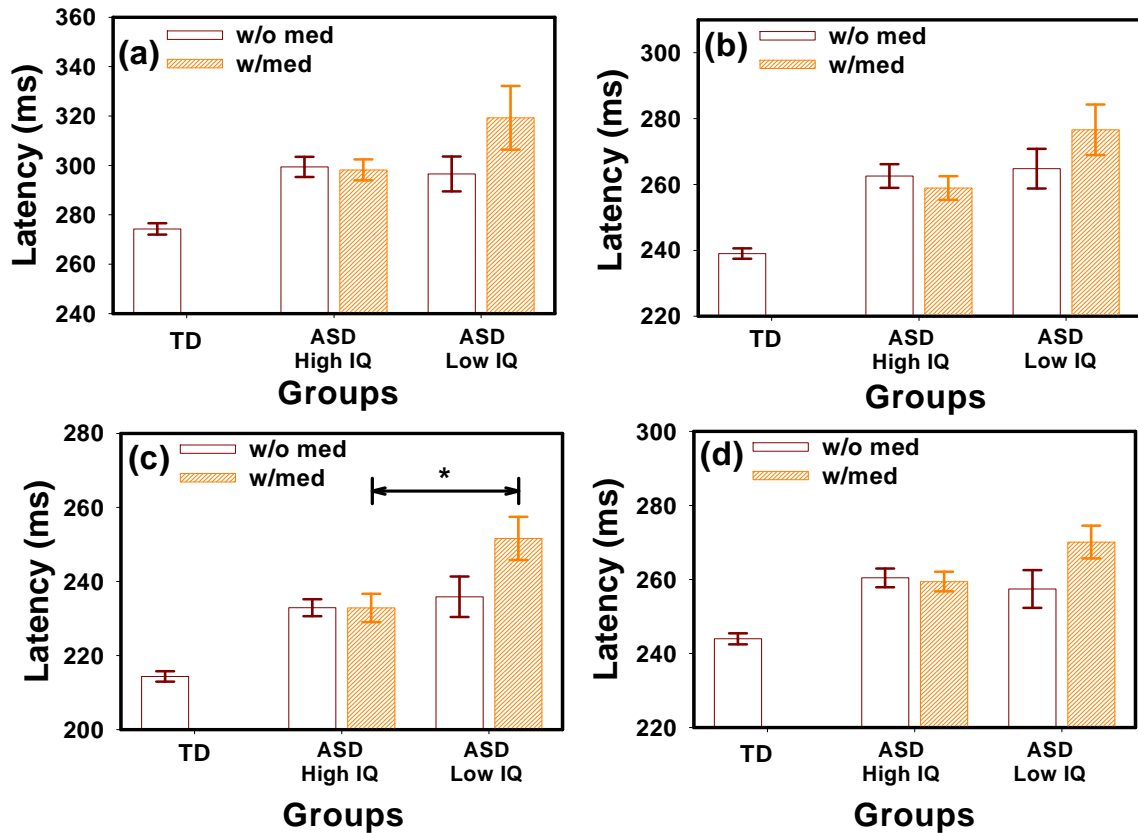 (a)
w/o med
w/med
Latency (ms)
360
340
320
300
280
260
240
TD
ASD
High IQ
ASD
Low IQ
Groups
(b)
w/o med
w/med
Latency (ms)
300
280
260
240
220
TD
ASD
High IQ
ASD
Low IQ
Groups
(c)
w/o med
w/med
*
Latency (ms)
280
260
240
220
200
TD
ASD
High IQ
ASD
Low IQ
Groups
(d)
w/o med
w/med
Latency (ms)
300
280
260
240
220
TD
ASD
High IQ
ASD
Low IQ
Groups